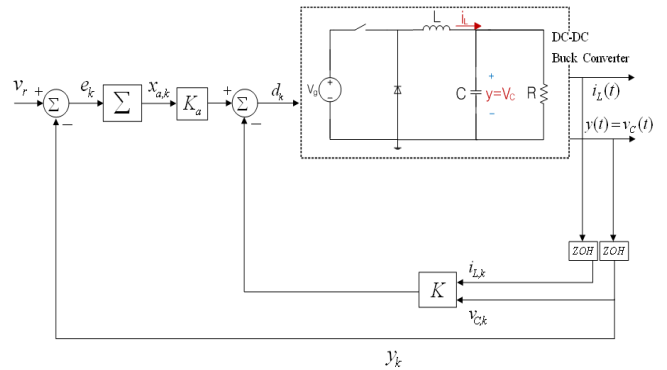 L
i_L
DC-DC
Buck Converter
v_r
+
Σ
−
e_k
Σ
x_{a,k}
K_a
+
Σ
−
d_k
V_g
+
−
C
+
y=V_C
−
R
i_L(t)
y(t)=v_C(t)
ZOH
ZOH
i_{L,k}
K
v_{C,k}
y_k